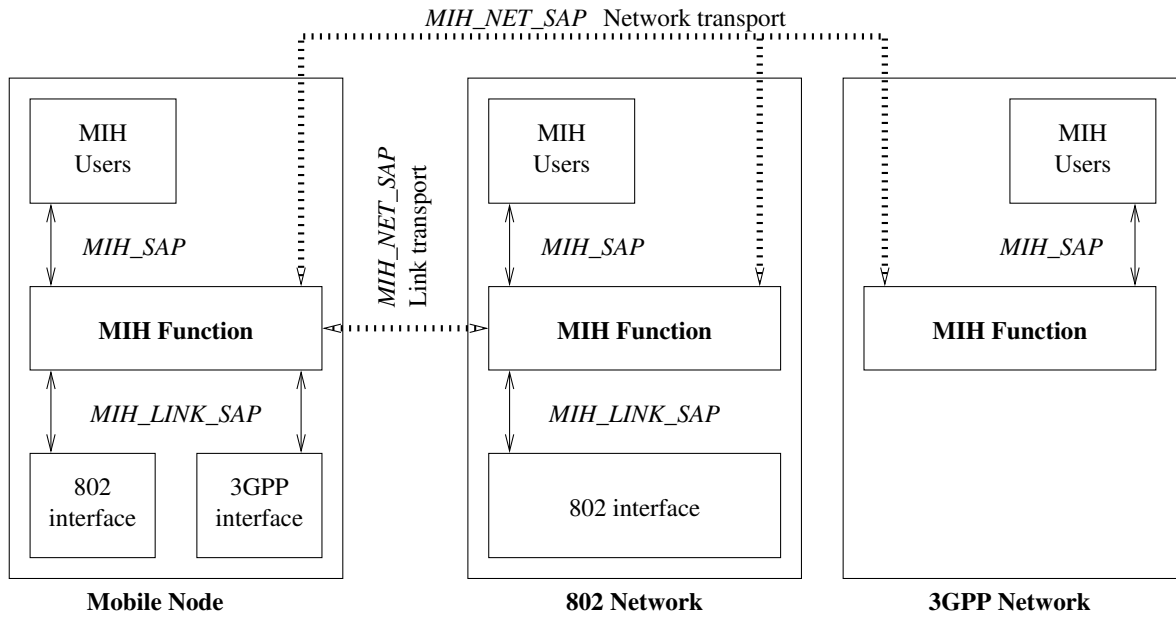 MIH_NET_SAP Network transport
MIH
Users
MIH_SAP
MIH Function
MIH_LINK_SAP
802
interface
3GPP
interface
Mobile Node
MIH_NET_SAP
Link transport
MIH
Users
MIH_SAP
MIH Function
MIH_LINK_SAP
802 interface
802 Network
MIH
Users
MIH_SAP
MIH Function
3GPP Network